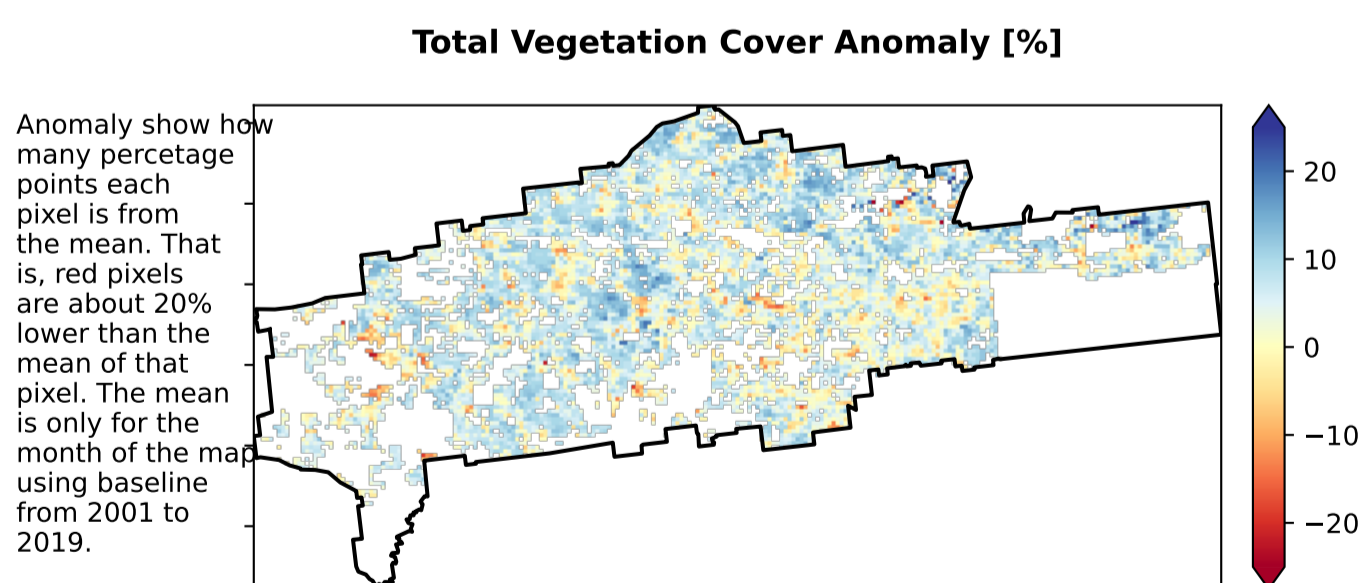 Total Vegetation Cover Anomaly [%]
Anomaly show how
many percetage
points each
pixel is from
the mean. That
is, red pixels
are about 20%
lower than the
mean of that
pixel. The mean
is only for the
month of the map
using baseline
from 2001 to
2019.
20
10
0
−10
−20